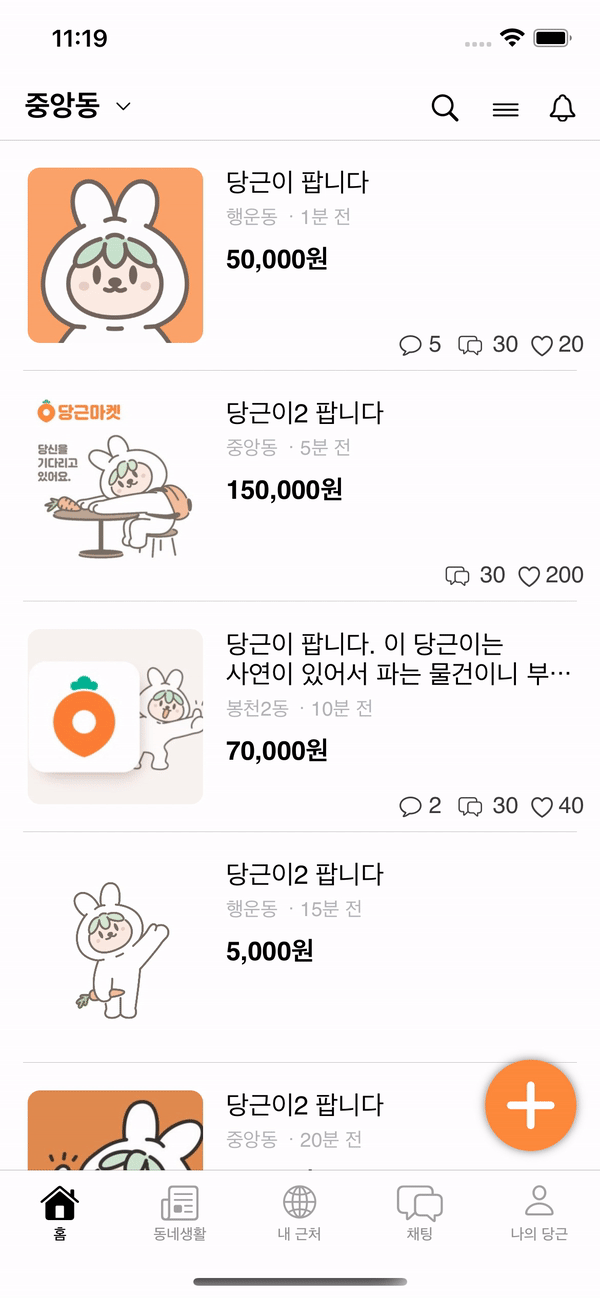 11:19
중앙동
당근이 팝니다
행운동 · 1분 전
50,000원
5 30 20
당근마켓
당신을
기다리고
있어요.
당근이2 팝니다
중앙동 · 5분 전
150,000원
30 200
당근이 팝니다. 이 당근이는
사연이 있어서 파는 물건이니 부…
봉천2동 · 10분 전
70,000원
2 30 40
당근이2 팝니다
행운동 · 15분 전
5,000원
당근이2 팝니다
중앙동 · 20분 전
홈 동네생활 내 근처 채팅 나의 당근